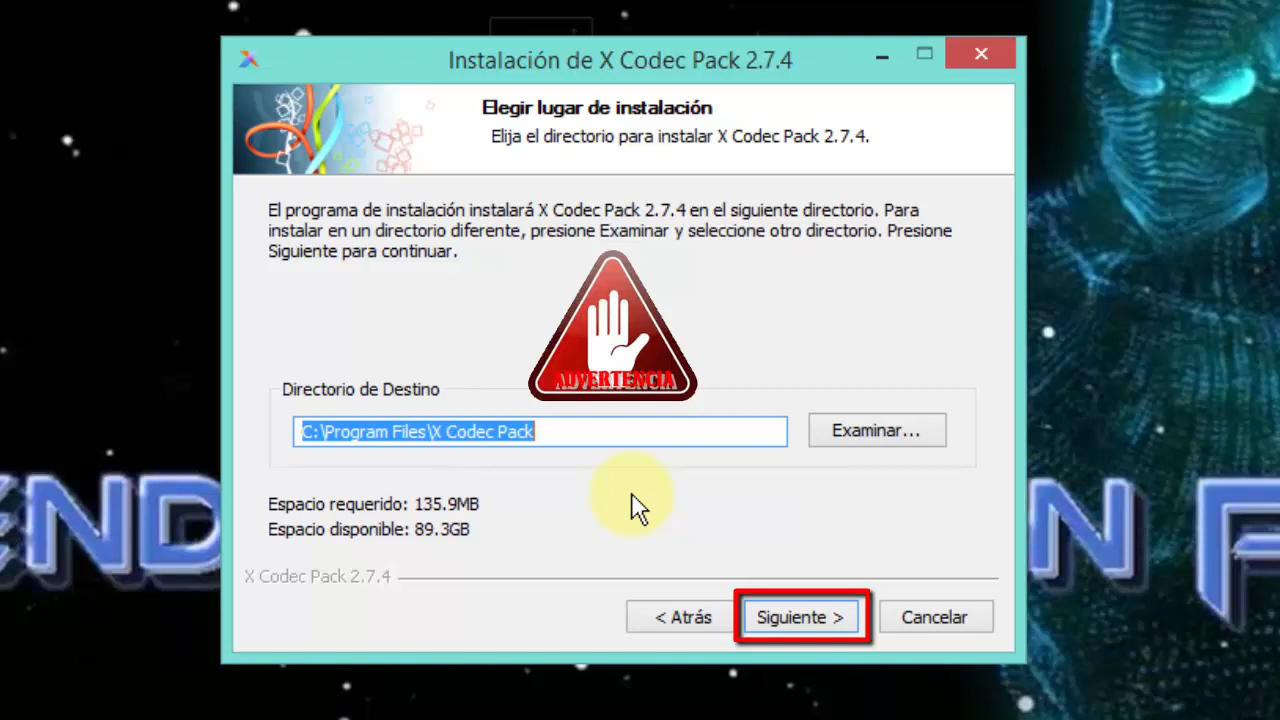 Instalación de X Codec Pack 2.7.4
Elegir lugar de instalación
Elija el directorio para instalar X Codec Pack 2.7.4.
El programa de instalación instalará X Codec Pack 2.7.4 en el siguiente directorio. Para
instalar en un directorio diferente, presione Examinar y seleccione otro directorio. Presione
Siguiente para continuar.
ADVERTENCIA
Directorio de Destino
C:\Program Files\X Codec Pack
Examinar...
Espacio requerido: 135.9MB
Espacio disponible: 89.3GB
X Codec Pack 2.7.4
< Atrás
Siguiente >
Cancelar